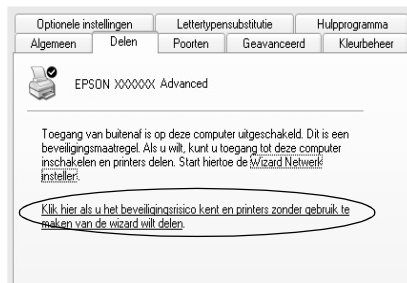 Optionele instellingen Lettertypensubstitutie Hulpprogramma
Algemeen Delen Poorten Geavanceerd Kleurbeheer
EPSON XXXXXX Advanced
Toegang van buitenaf is op deze computer uitgeschakeld. Dit is een
beveiligingsmaatregel. Als u wilt, kunt u toegang tot deze computer
inschakelen en printers delen. Start hiertoe de Wizard Netwerk
instellen.
Klik hier als u het beveiligingsrisico kent en printers zonder gebruik te
maken van de wizard wilt delen.